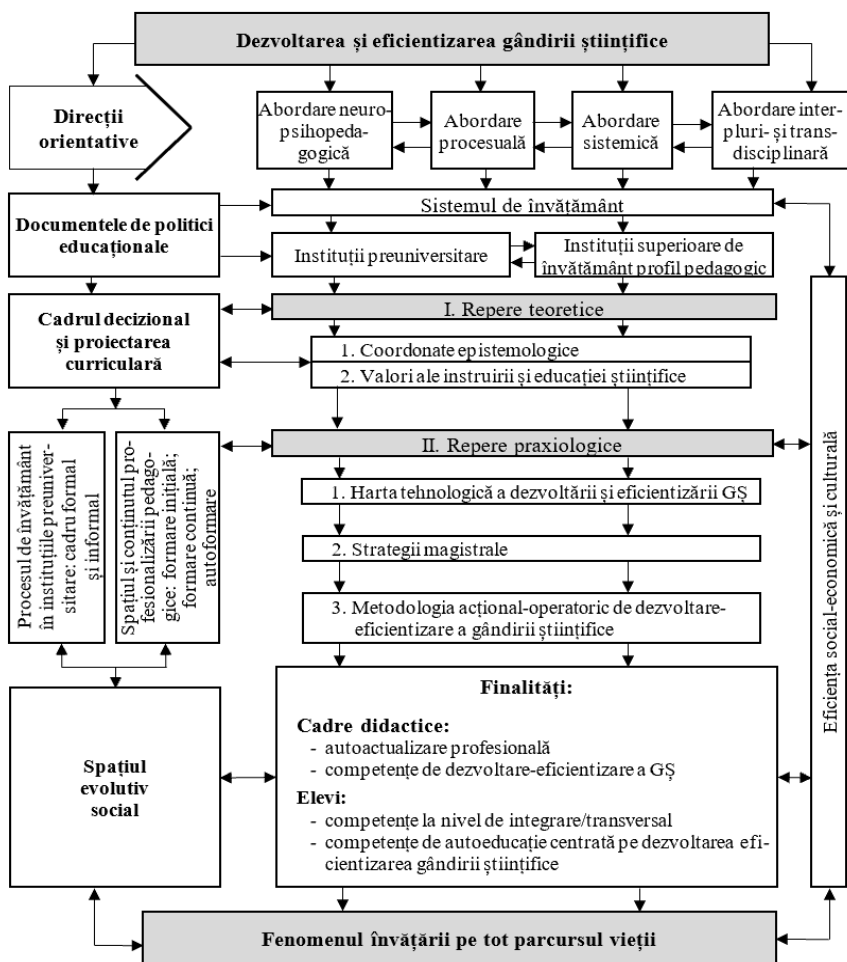 Dezvoltarea și eficientizarea gândirii științifice
Direcții
orientative
Abordare neuro-
psihopeda-
gogică
Abordare
procesuală
Abordare
sistemică
Abordare inter-
pluri- și trans-
disciplinară
Documentele de politici
educaționale
Sistemul de învățământ
Instituții preuniversitare
Instituții superioare de
învățământ profil pedagogic
Cadrul decizional
și proiectarea
curriculară
I. Repere teoretice
1. Coordonate epistemologice
2. Valori ale instruirii și educației științifice
Procesul de învățământ
în instituțiile preuniver-
sitare: cadru formal
și informal
Spațiul și conținutul pro-
fesionalizării pedago-
gice: formare inițială;
formare continuă;
autoformare
II. Repere praxiologice
1. Harta tehnologică a dezvoltării și eficientizării GȘ
2. Strategii magistrale
3. Metodologia acțional-operatoric de dezvoltare-
eficientizare a gândirii științifice
Eficiența social-economică și culturală
Spațiul
evolutiv
social
Finalități:
Cadre didactice:
- autoactualizare profesională
- competențe de dezvoltare-eficientizare a GȘ
Elevi:
- competențe la nivel de integrare/transversal
- competențe de autoeducație centrată pe dezvoltarea efi-
cientizarea gândirii științifice
Fenomenul învățării pe tot parcursul vieții